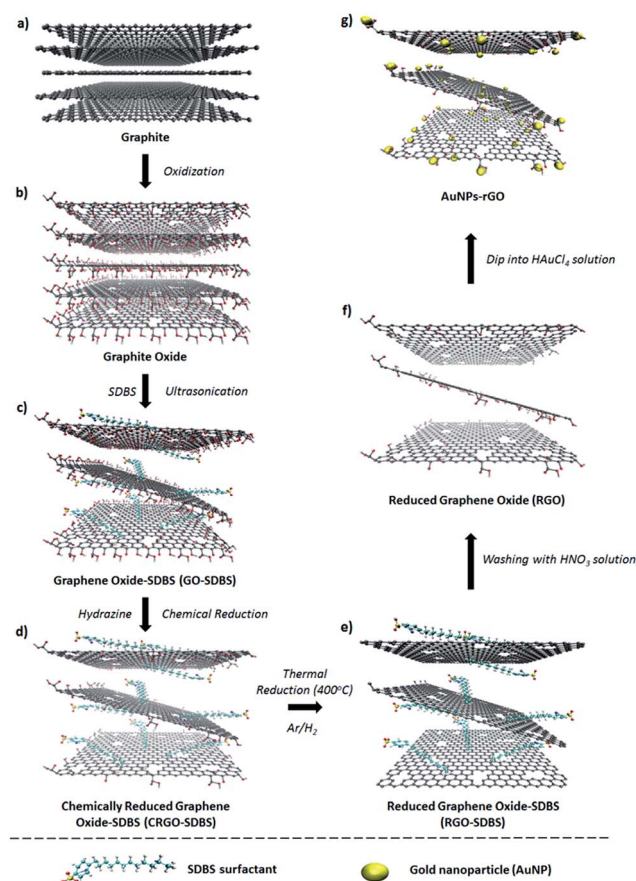 a)
Graphite
Oxidization
b)
Graphite Oxide
SDBS Ultrasonication
c)
Graphene Oxide-SDBS (GO-SDBS)
Hydrazine Chemical Reduction
d)
Chemically Reduced Graphene
Oxide-SDBS (CRGO-SDBS)
Thermal
Reduction (400°C)
Ar/H₂
e)
Reduced Graphene Oxide-SDBS
(RGO-SDBS)
Washing with HNO₃ solution
f)
Reduced Graphene Oxide (RGO)
Dip into HAuCl₄ solution
g)
AuNPs-rGO
SDBS surfactant
Gold nanoparticle (AuNP)